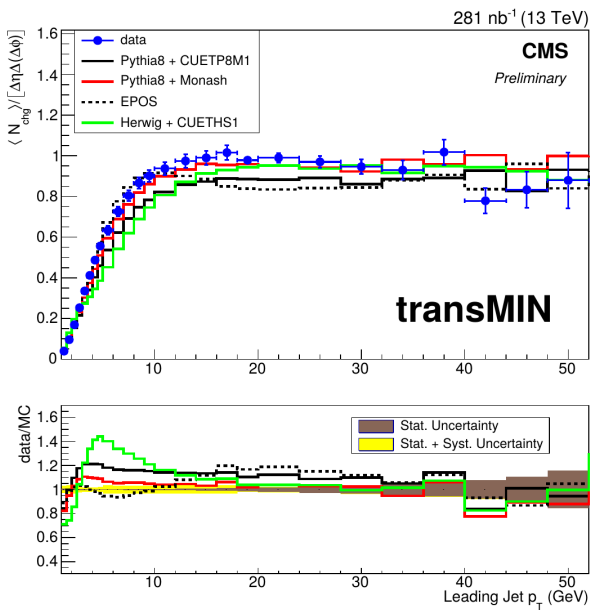 281 nb⁻¹ (13 TeV)
⟨ N_chg ⟩/[ΔηΔ(Δϕ)]
1.6
1.4
1.2
1
0.8
0.6
0.4
0.2
0
data
Pythia8 + CUETP8M1
Pythia8 + Monash
EPOS
Herwig + CUETHS1
CMS
Preliminary
transMIN
10 20 30 40 50
data/MC
1.6
1.4
1.2
1.0
0.8
0.6
0.4
Stat. Uncertainty
Stat. + Syst. Uncertainty
10 20 30 40 50
Leading Jet p_T (GeV)